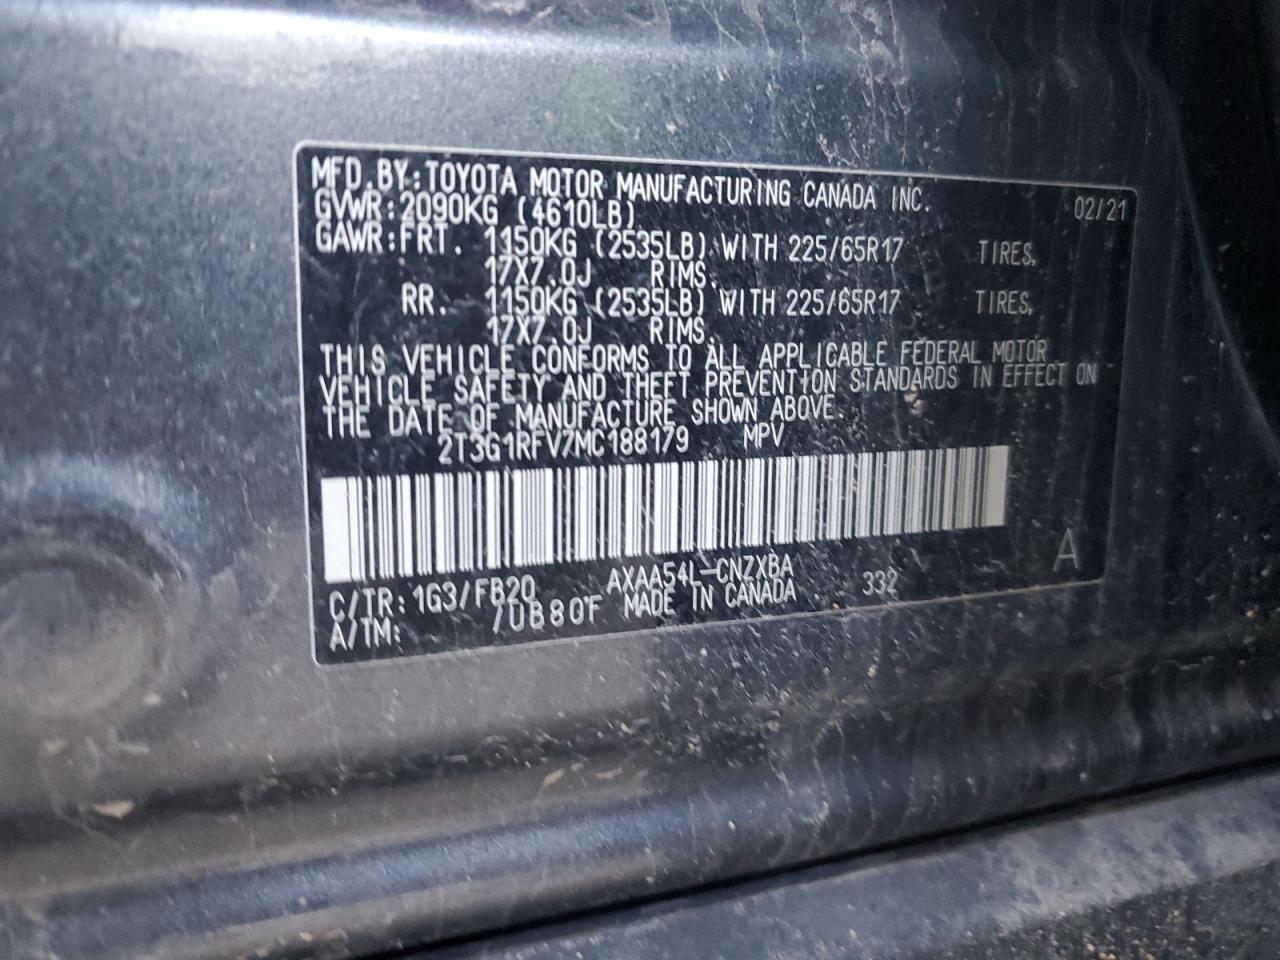 MFD.BY:TOYOTA MOTOR MANUFACTURING CANADA INC. 02/21
GVWR:2090KG (4610LB)
GAWR:FRT. 1150KG (2535LB) WITH 225/65R17 TIRES,
17X7.0J RIMS.
RR. 1150KG (2535LB) WITH 225/65R17 TIRES,
17X7.0J RIMS.
THIS VEHICLE CONFORMS TO ALL APPLICABLE FEDERAL MOTOR
VEHICLE SAFETY AND THEFT PREVENTION STANDARDS IN EFFECT ON
THE DATE OF MANUFACTURE SHOWN ABOVE.
2T3G1RFV7MC188179 MPV
A
C/TR:1G3/FB20 AXAA54L-CNZXBA 332
A/TM: /UB80F MADE IN CANADA